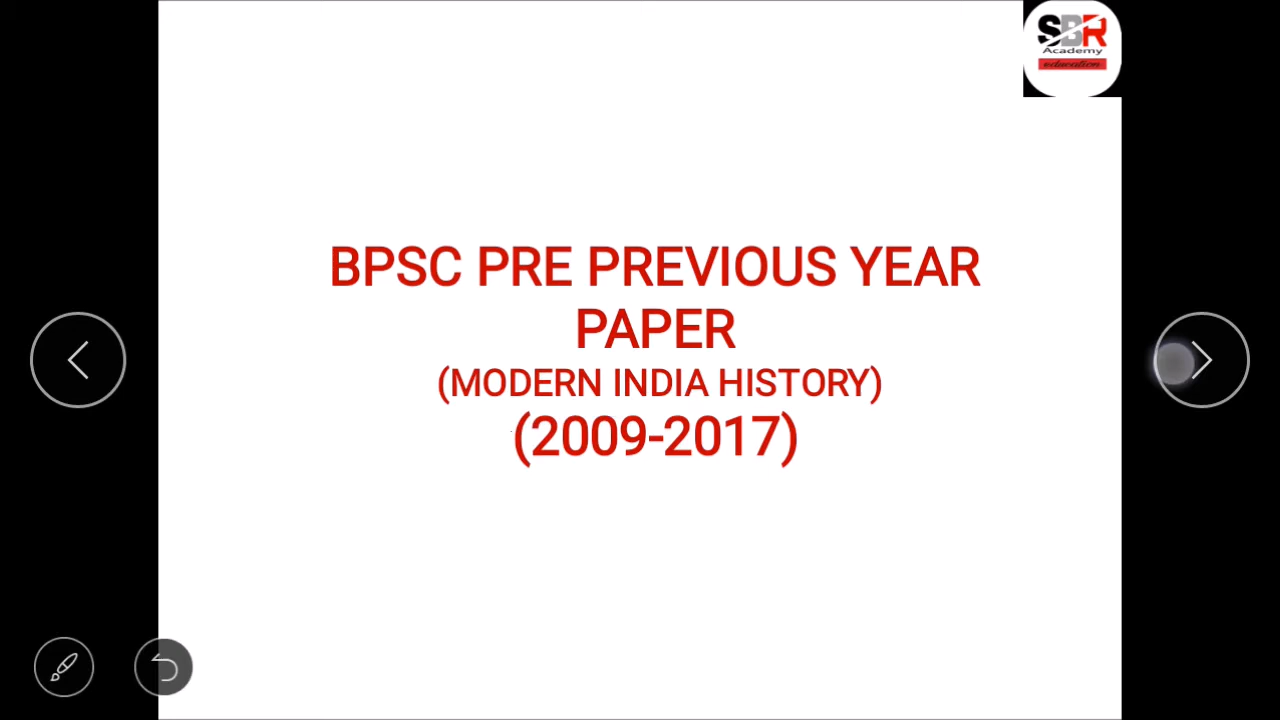 SBR
Academy
education
BPSC PRE PREVIOUS YEAR
PAPER
(MODERN INDIA HISTORY)
(2009-2017)